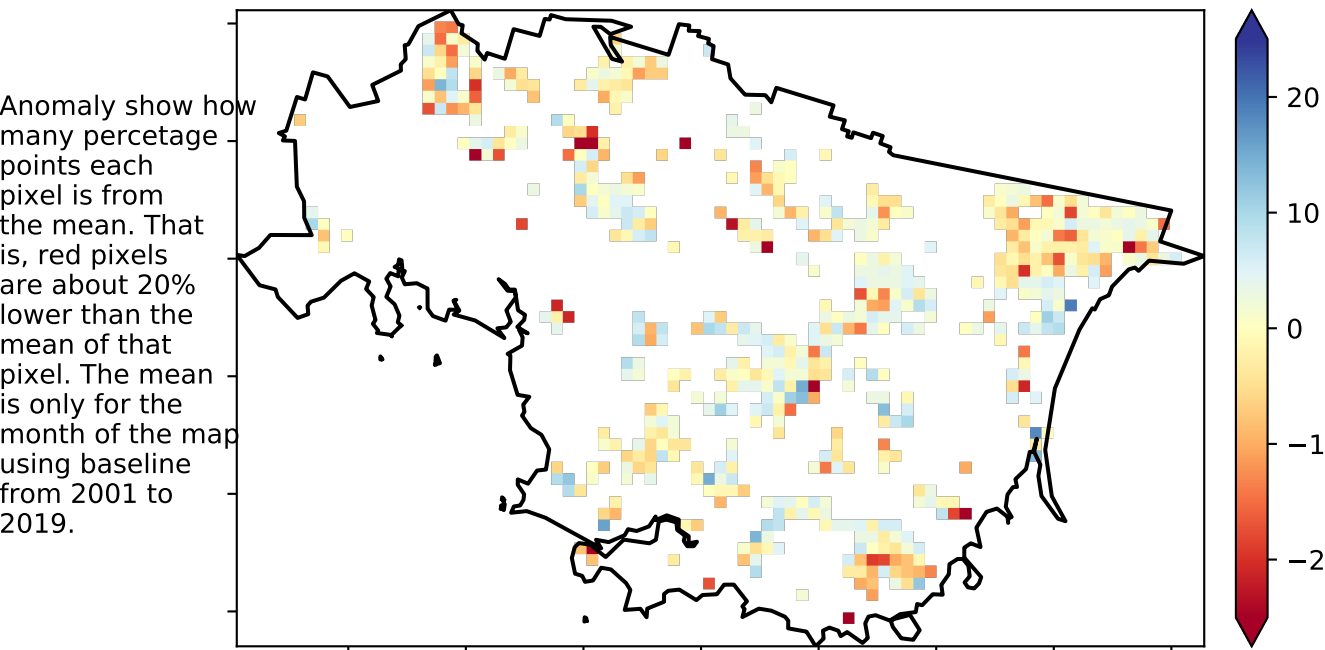 Anomaly show how
many percetage
points each
pixel is from
the mean. That
is, red pixels
are about 20%
lower than the
mean of that
pixel. The mean
is only for the
month of the map
using baseline
from 2001 to
2019.
20
10
0
−1
−2